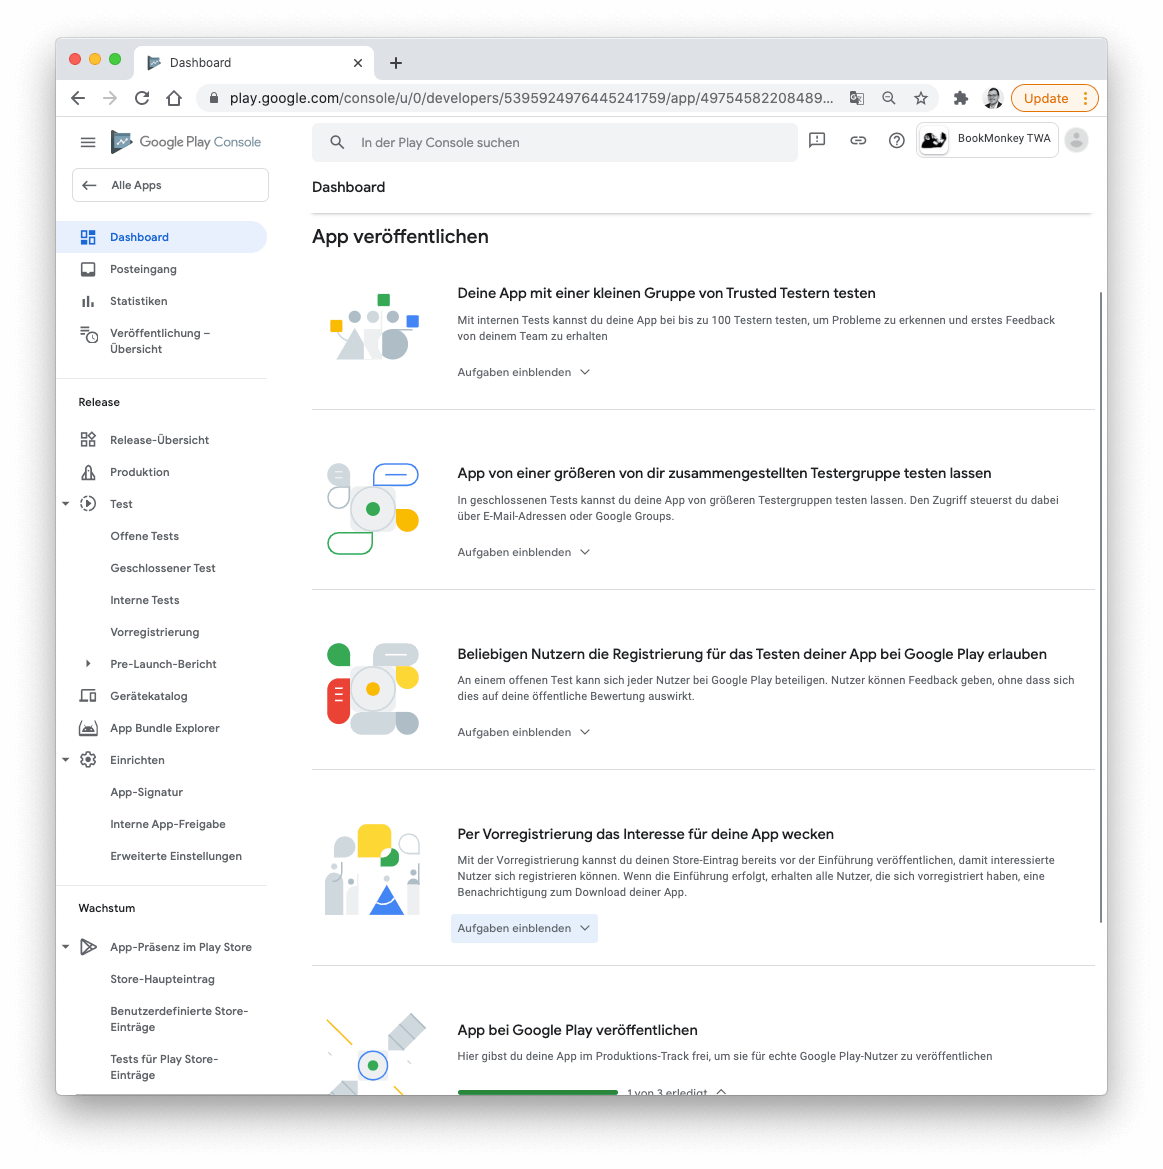 Dashboard
play.google.com/console/u/0/developers/5395924976445241759/app/49754582208489...
Update
Google Play Console
In der Play Console suchen
BookMonkey TWA
Alle Apps
Dashboard
Dashboard
Posteingang
Statistiken
Veröffentlichung –
Übersicht
Release
Release-Übersicht
Produktion
Test
Offene Tests
Geschlossener Test
Interne Tests
Vorregistrierung
Pre-Launch-Bericht
Gerätekatalog
App Bundle Explorer
Einrichten
App-Signatur
Interne App-Freigabe
Erweiterte Einstellungen
Wachstum
App-Präsenz im Play Store
Store-Haupteintrag
Benutzerdefinierte Store-
Einträge
Tests für Play Store-
Einträge
App veröffentlichen
Deine App mit einer kleinen Gruppe von Trusted Testern testen
Mit internen Tests kannst du deine App bei bis zu 100 Testern testen, um Probleme zu erkennen und erstes Feedback
von deinem Team zu erhalten
Aufgaben einblenden
App von einer größeren von dir zusammengestellten Testergruppe testen lassen
In geschlossenen Tests kannst du deine App von größeren Testergruppen testen lassen. Den Zugriff steuerst du dabei
über E-Mail-Adressen oder Google Groups.
Aufgaben einblenden
Beliebigen Nutzern die Registrierung für das Testen deiner App bei Google Play erlauben
An einem offenen Test kann sich jeder Nutzer bei Google Play beteiligen. Nutzer können Feedback geben, ohne dass sich
dies auf deine öffentliche Bewertung auswirkt.
Aufgaben einblenden
Per Vorregistrierung das Interesse für deine App wecken
Mit der Vorregistrierung kannst du deinen Store-Eintrag bereits vor der Einführung veröffentlichen, damit interessierte
Nutzer sich registrieren können. Wenn die Einführung erfolgt, erhalten alle Nutzer, die sich vorregistriert haben, eine
Benachrichtigung zum Download deiner App.
Aufgaben einblenden
App bei Google Play veröffentlichen
Hier gibst du deine App im Produktions-Track frei, um sie für echte Google Play-Nutzer zu veröffentlichen
1 von 3 erledigt